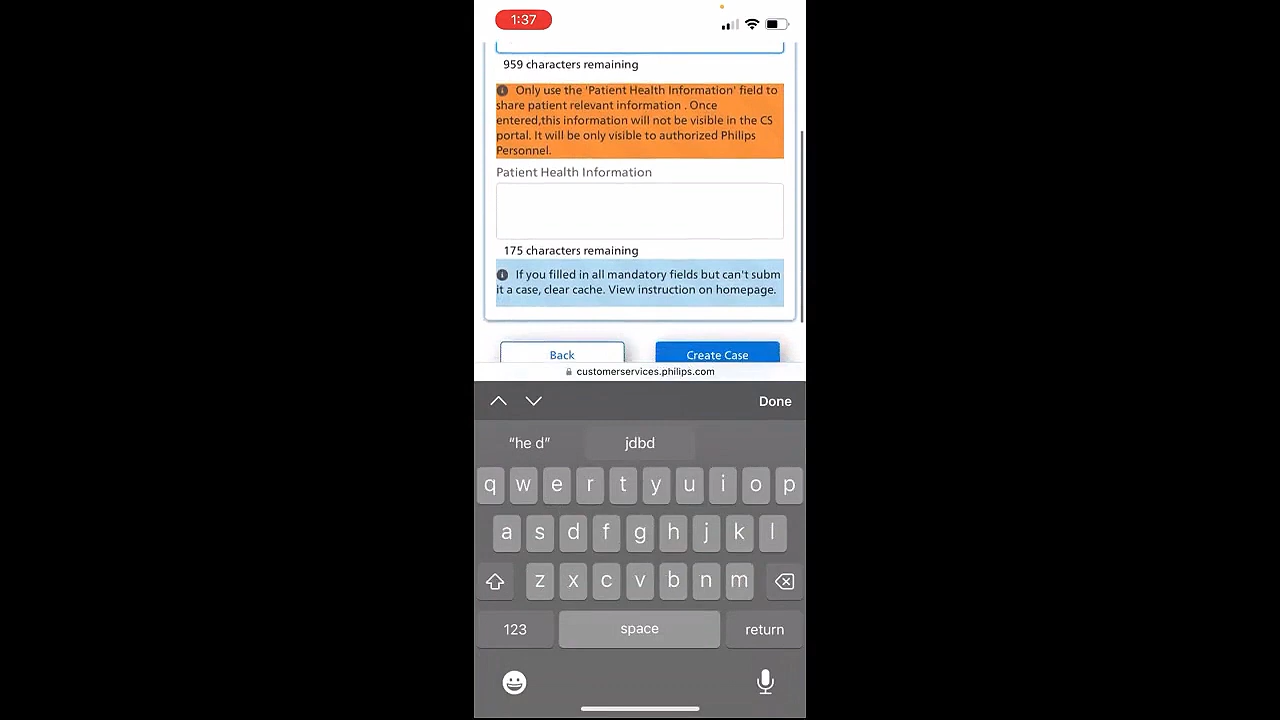 1:37
959 characters remaining
Only use the 'Patient Health Information' field to
share patient relevant information . Once
entered,this information will not be visible in the CS
portal. It will be only visible to authorized Philips
Personnel.
Patient Health Information
175 characters remaining
If you filled in all mandatory fields but can't subm
it a case, clear cache. View instruction on homepage.
Back Create Case
customerservices.philips.com
Done
“he d” jdbd
q w e r t y u i o p
a s d f g h j k l
z x c v b n m
123 space return